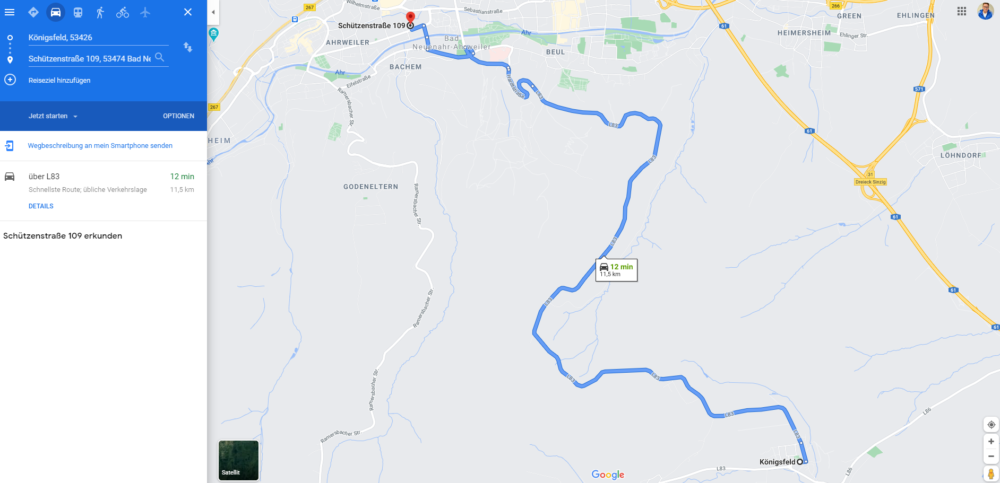 Königsfeld, 53426
Schützenstraße 109, 53474 Bad Ne
Reiseziel hinzufügen
Jetzt starten
OPTIONEN
Wegbeschreibung an mein Smartphone senden
über L83
12 min
Schnellste Route; übliche Verkehrslage
11,5 km
DETAILS
Schützenstraße 109 erkunden
Satellit
267
Wilhelmstraße
Sebastianstraße
266
GREEN
EHLINGEN
Schützenstraße 109
61
Ahr
HEIMERSHEIM
Ehlinger Str.
AHRWEILER
Bad
Neuenahr-Ahrweiler
BEUL
BACHEM
Ahr
Eifelstraße
Hardtstraße
571
Ramersbacher Str.
L83
267
L83
61
HEIM
Ahr
LÖHNDORF
L83
31
Dreieck Sinzig
GODENELTERN
Ramersbacher Str.
61
L83
12 min
11,5 km
61
Ramersbacher Str.
L83
61
L83
L83
Ramersbacher Str.
L83
L86
Ramersbacher Str.
L83
Königsfeld
L83
L86
Google